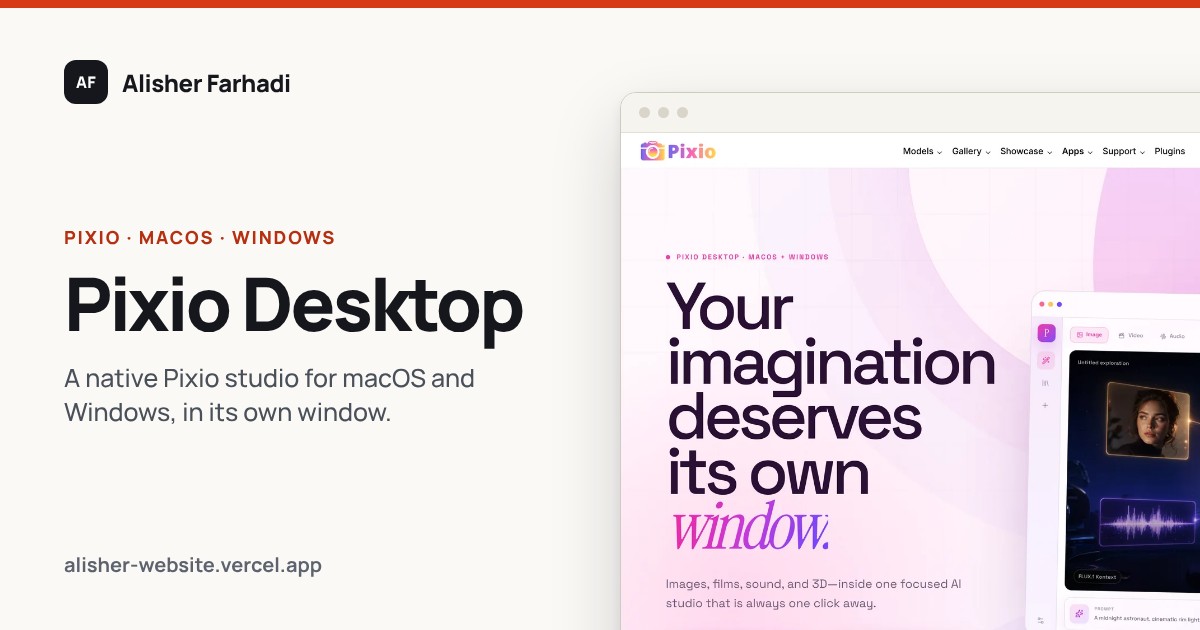 AF
Alisher Farhadi
PIXIO · MACOS · WINDOWS
Pixio Desktop
A native Pixio studio for macOS and
Windows, in its own window.
alisher-website.vercel.app
Pixio
Models Gallery Showcase Apps Support Plugins
PIXIO DESKTOP · MACOS + WINDOWS
Your
imagination
deserves
its own
window.
Images, films, sound, and 3D—inside one focused AI
studio that is always one click away.
P
Image Video Audio
Untitled exploration
FLUX.1 Kontext
PROMPT
A midnight astronaut, cinematic rim light